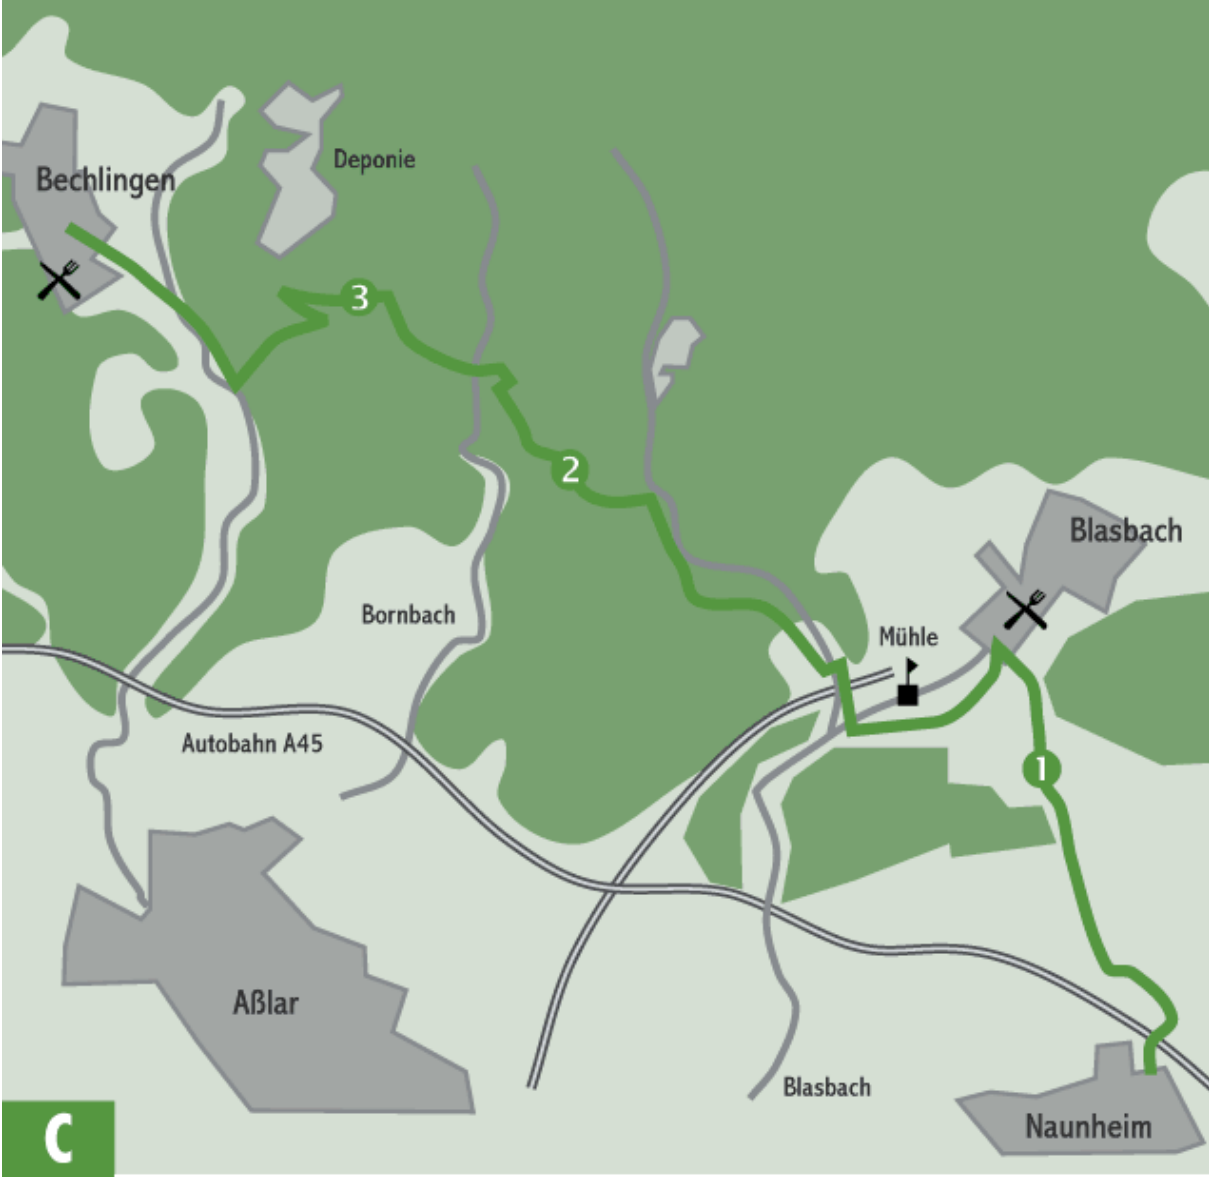 Deponie
Bechlingen
3
2
Blasbach
Bornbach
Mühle
Autobahn A45
1
Aßlar
Blasbach
Naunheim
C